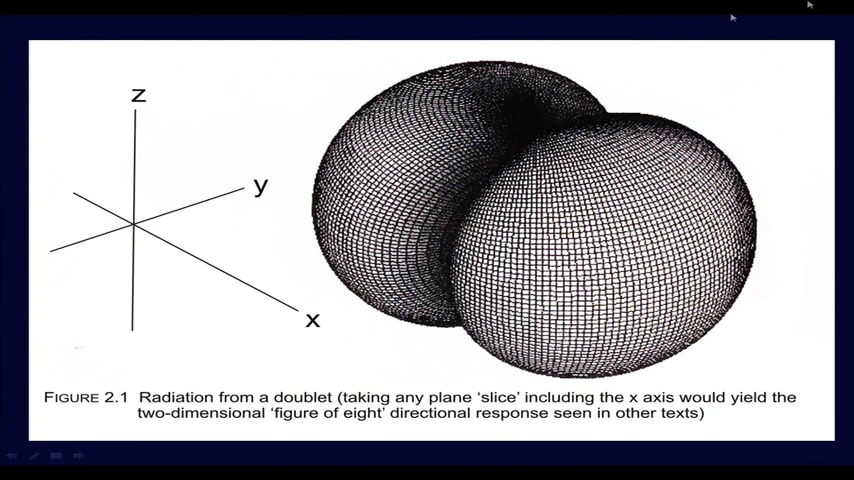 z
y
x
FIGURE 2.1 Radiation from a doublet (taking any plane ‘slice’ including the x axis would yield the
two-dimensional ‘figure of eight’ directional response seen in other texts)